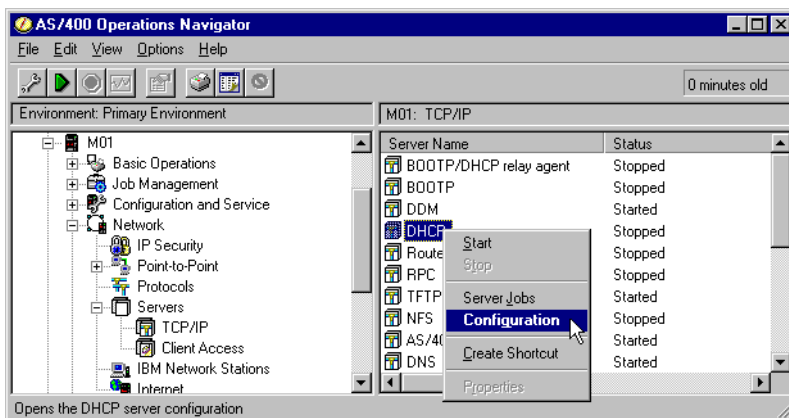 AS/400 Operations Navigator
File Edit View Options Help
0 minutes old
Environment: Primary Environment
M01: TCP/IP
M01
Basic Operations
Job Management
Configuration and Service
Network
IP Security
Point-to-Point
Protocols
Servers
TCP/IP
Client Access
IBM Network Stations
Internet
Server Name Status
BOOTP/DHCP relay agent Stopped
BOOTP Stopped
DDM Started
DHCP Stopped
Route Stopped
RPC Stopped
TFTP Started
NFS Stopped
AS/40 Started
DNS Started
Start
Stop
Server Jobs
Configuration
Create Shortcut
Properties
Opens the DHCP server configuration